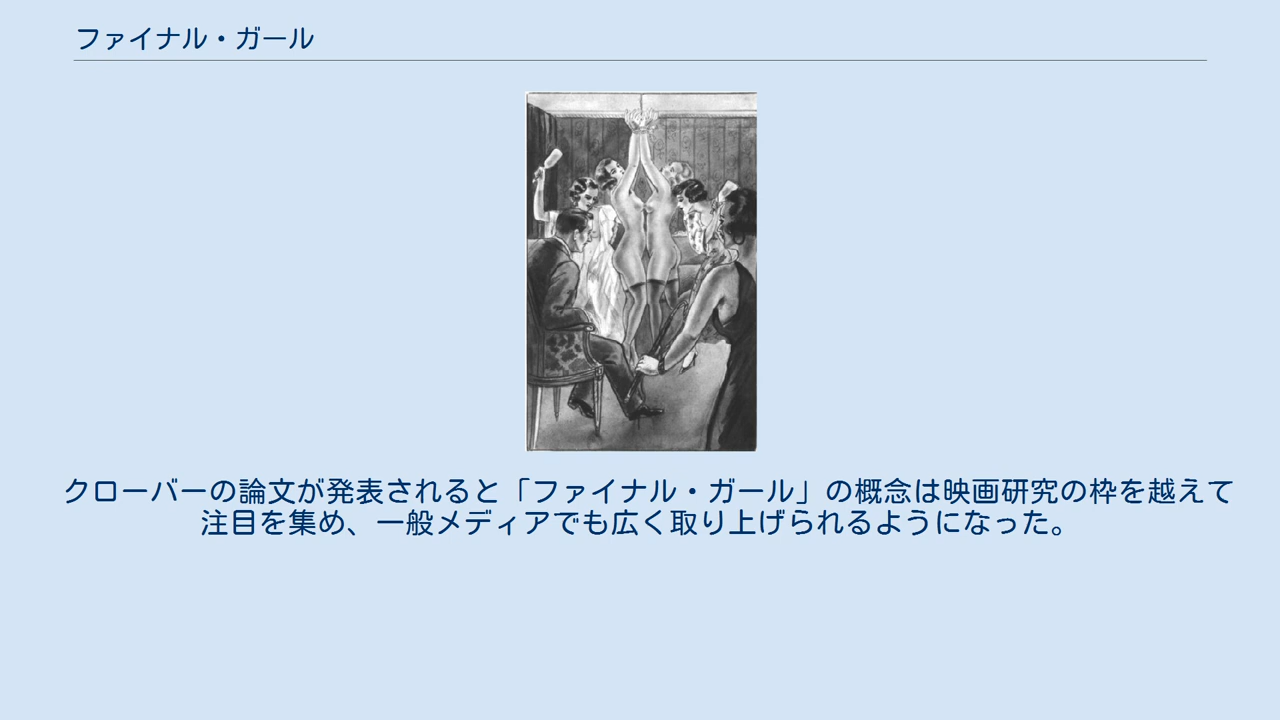 ファイナル・ガール
クローバーの論文が発表されると「ファイナル・ガール」の概念は映画研究の枠を越えて
注目を集め、一般メディアでも広く取り上げられるようになった。